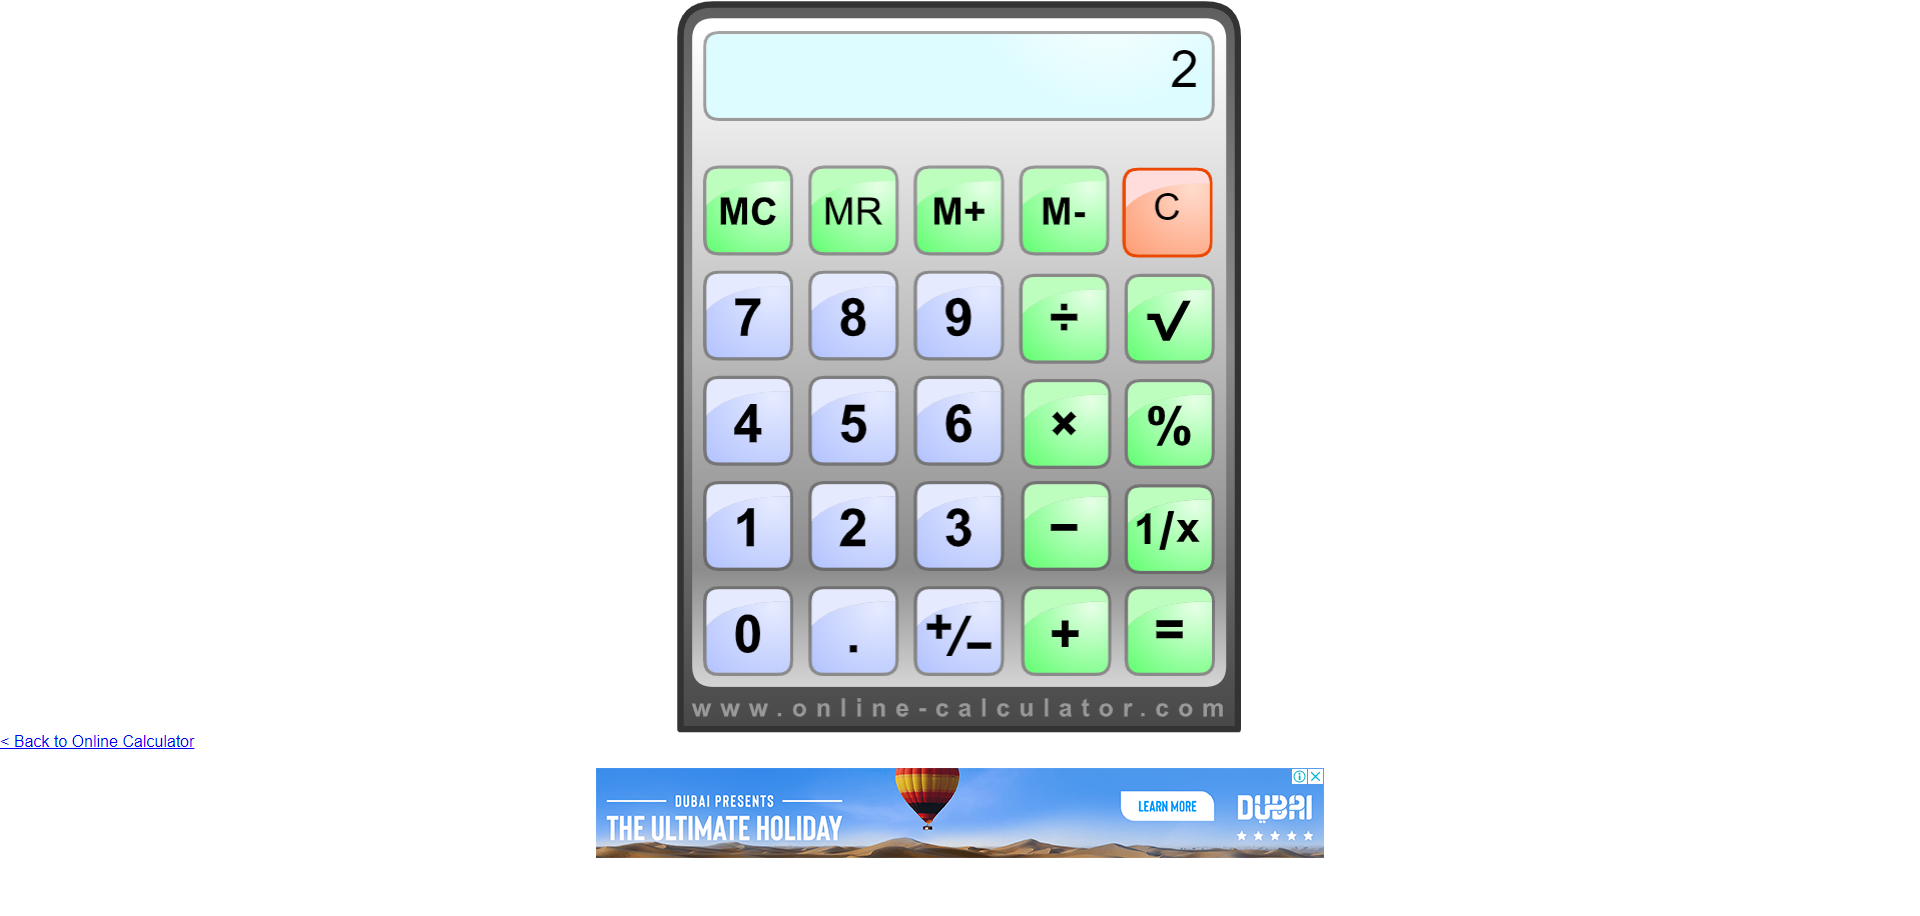 2
MC MR M+ M- C
7 8 9 ÷ √
4 5 6 × %
1 2 3 − 1/x
0 . +/− + =
www.online-calculator.com
< Back to Online Calculator
DUBAI PRESENTS
THE ULTIMATE HOLIDAY
LEARN MORE
DUBAI